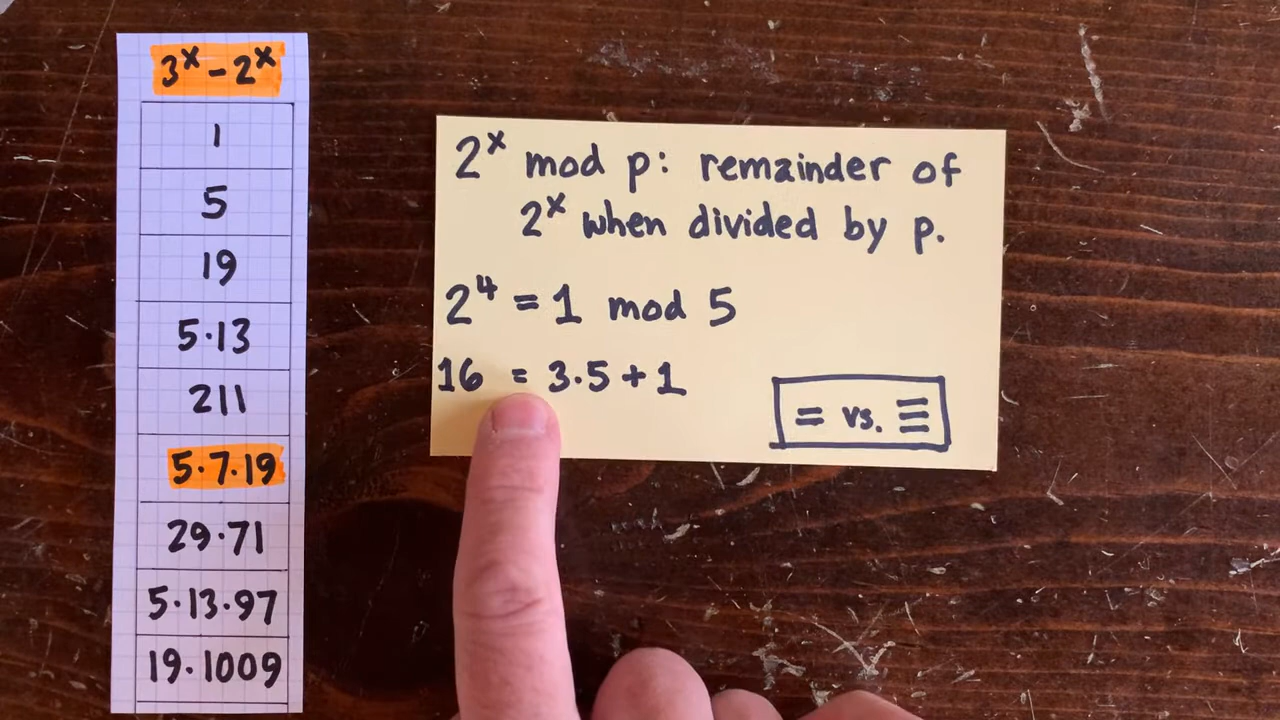 3^x - 2^x
1
5
19
5·13
211
5·7·19
29·71
5·13·97
19·1009
2^x mod p: remainder of
2^x when divided by p.
2^4 = 1 mod 5
16 = 3·5 + 1
= vs. ≡